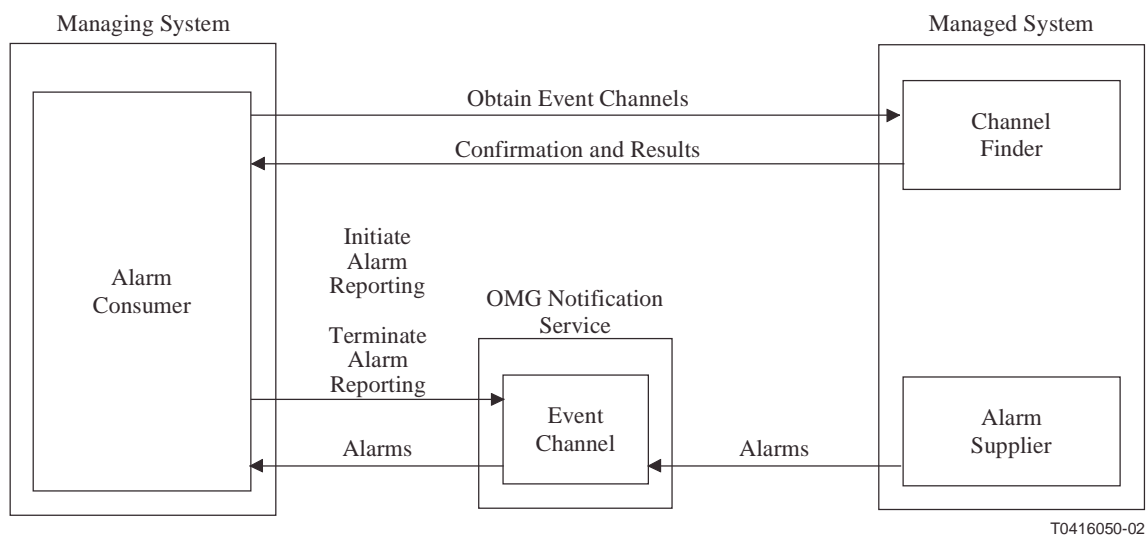 Managing System
Managed System
Obtain Event Channels
Channel
Finder
Confirmation and Results
Initiate
Alarm
Reporting
Alarm
Consumer
OMG Notification
Service
Terminate
Alarm
Reporting
Event
Channel
Alarm
Supplier
Alarms
Alarms
T0416050-02